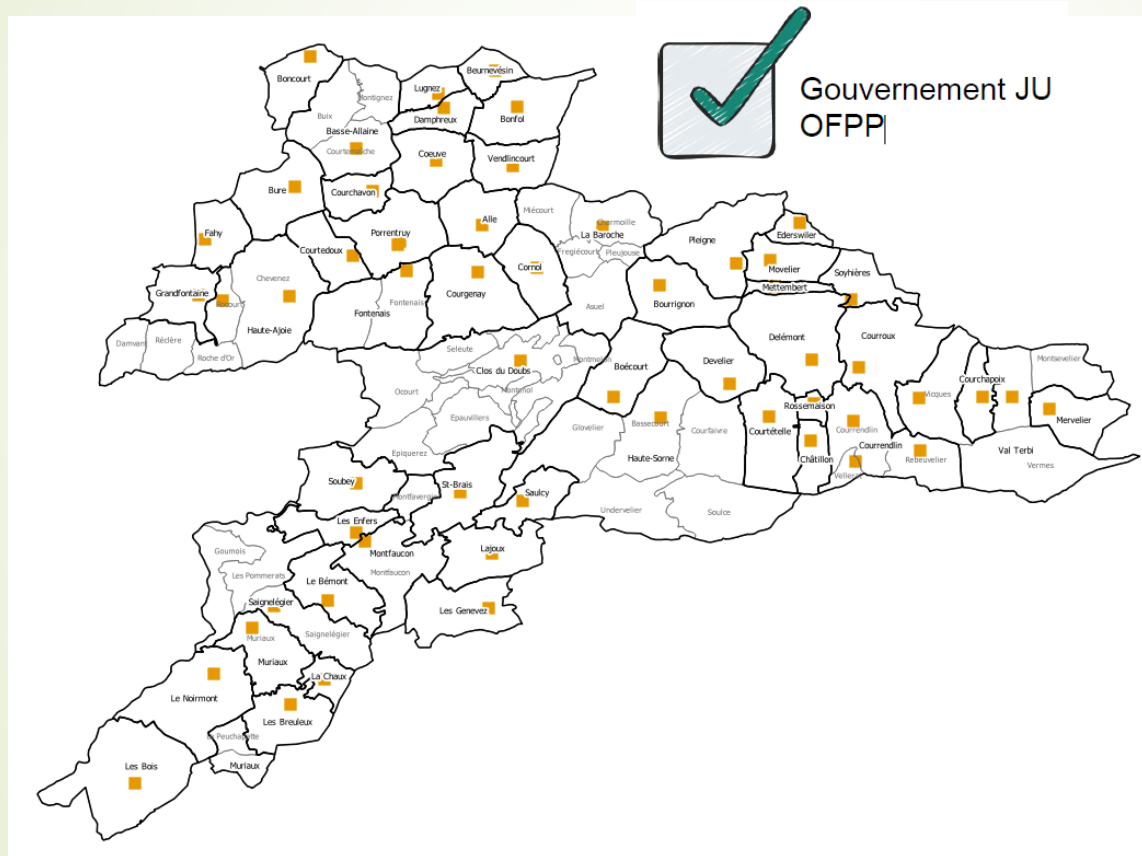 Gouvernement JU
OFPP
Boncourt
Beurnevésin
Lugnez
Montignez
Buix
Damphreux
Bonfol
Basse-Allaine
Courtemaîche
Coeuve
Vendlincourt
Bure
Courchavon
Miécourt
Charmoille
Fahy
Porrentruy
Alle
La Baroche
Pleigne
Ederswiler
Courtedoux
Fregiécourt
Pleujouse
Cornol
Movelier
Soyhières
Chevenez
Mettembert
Grandfontaine
Rocourt
Fontenais
Courgenay
Bourrignon
Asuel
Fontenais
Haute-Ajoie
Damvant
Réclère
Roche d'Or
Delémont
Courroux
Seleute
Montmelon
Clos du Doubs
Boécourt
Develier
Montsevelier
Ocourt
Montenol
Courchapoix
Vicques
Epauvillers
Rossemaison
Mervelier
Glovelier
Bassecourt
Courfaivre
Courtételle
Courrendlin
Courrendlin
Epiquerez
Haute-Sorne
Châtillon
Rebeuvelier
Val Terbi
Vermes
Vellerat
Soubey
St-Brais
Montfavergier
Saulcy
Undervelier
Soulce
Les Enfers
Goumois
Montfaucon
Lajoux
Les Pommerats
Montfaucon
Le Bémont
Saignelégier
Les Genevez
Muriaux
Saignelégier
Muriaux
La Chaux
Le Noirmont
Les Breuleux
Le Peuchapatte
Les Bois
Muriaux